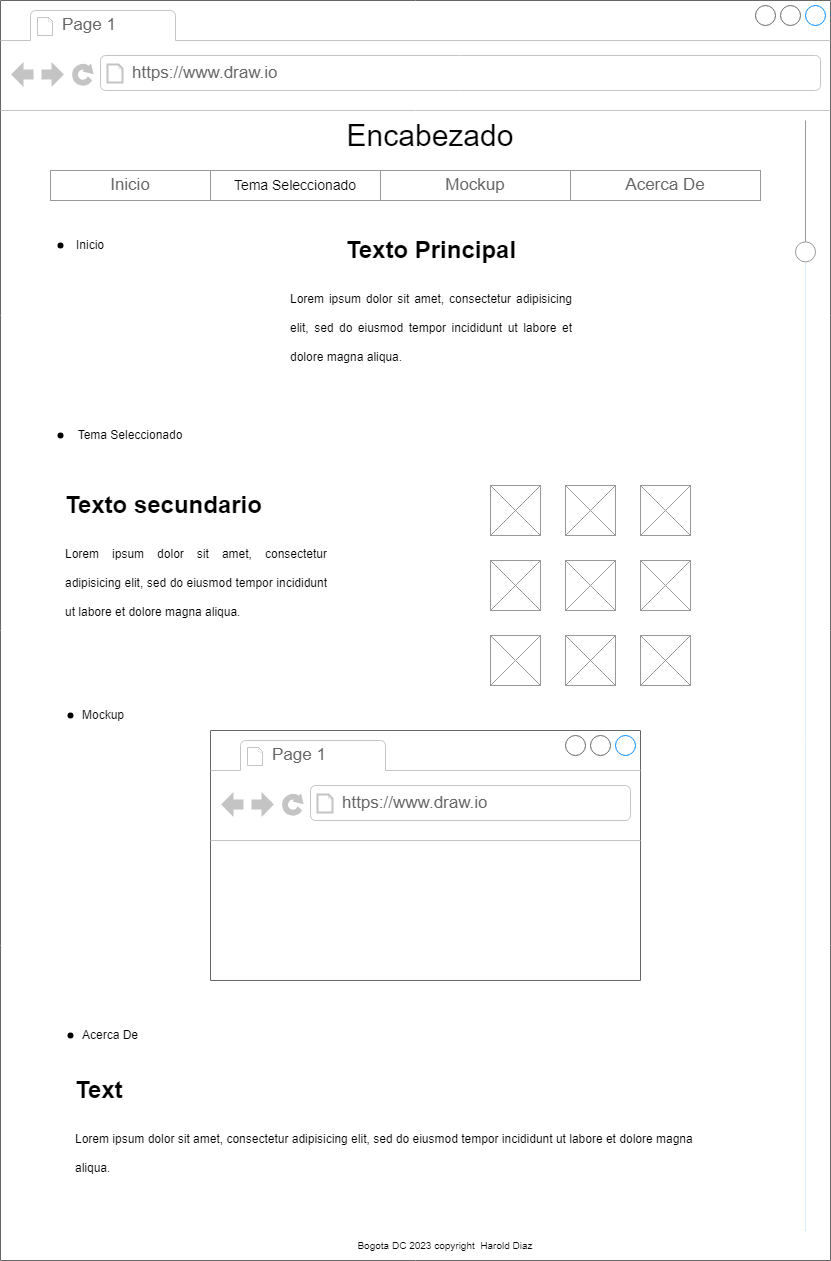 Page 1
https://www.draw.io
Encabezado
Inicio Tema Seleccionado Mockup Acerca De
Inicio
Texto Principal
Lorem ipsum dolor sit amet, consectetur adipisicing
elit, sed do eiusmod tempor incididunt ut labore et
dolore magna aliqua.
Tema Seleccionado
Texto secundario
Lorem ipsum dolor sit amet, consectetur
adipisicing elit, sed do eiusmod tempor incididunt
ut labore et dolore magna aliqua.
Mockup
Page 1
https://www.draw.io
Acerca De
Text
Lorem ipsum dolor sit amet, consectetur adipisicing elit, sed do eiusmod tempor incididunt ut labore et dolore magna
aliqua.
Bogota DC 2023 copyright Harold Diaz